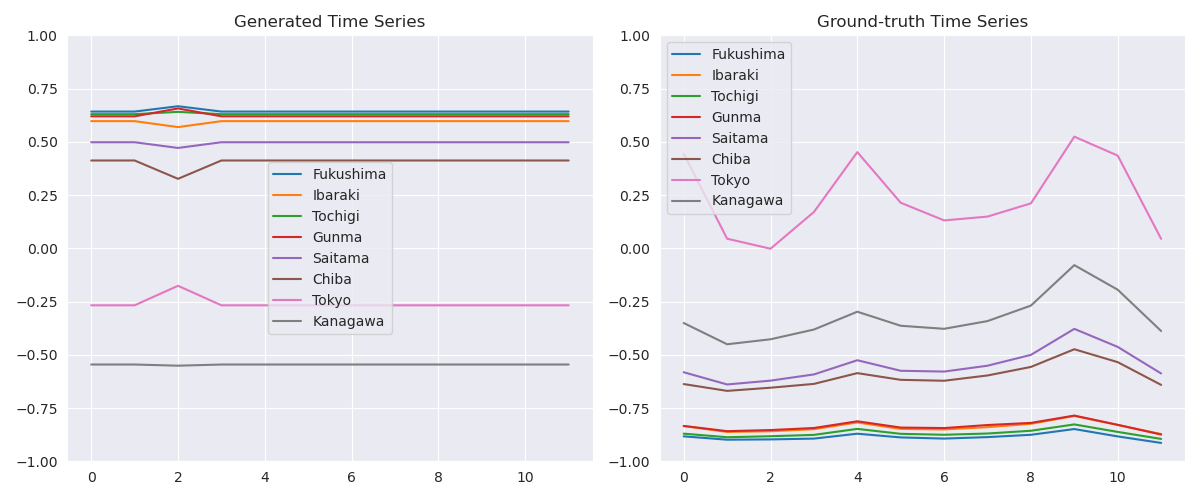 Generated Time Series
1.00
0.75
0.50
0.25
0.00
−0.25
−0.50
−0.75
−1.00
0 2 4 6 8 10
Fukushima
Ibaraki
Tochigi
Gunma
Saitama
Chiba
Tokyo
Kanagawa
Ground-truth Time Series
1.00
0.75
0.50
0.25
0.00
−0.25
−0.50
−0.75
−1.00
0 2 4 6 8 10
Fukushima
Ibaraki
Tochigi
Gunma
Saitama
Chiba
Tokyo
Kanagawa